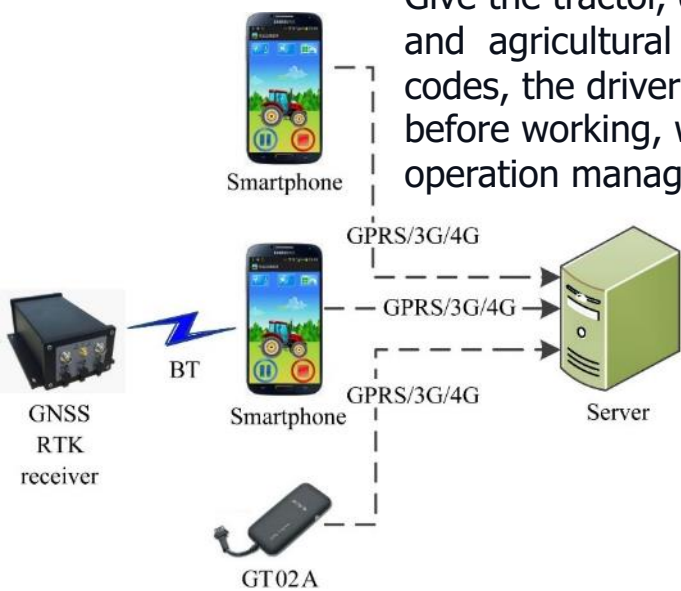 Give the tractor,
and agricultural
codes, the driver
before working,
operation manag
Smartphone
GPRS/3G/4G
GPRS/3G/4G
BT
GNSS
RTK
receiver
Smartphone
GPRS/3G/4G
Server
GT02A